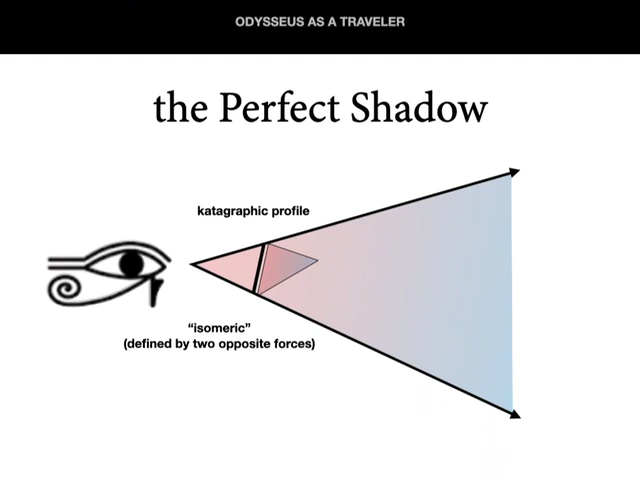 ODYSSEUS AS A TRAVELER
the Perfect Shadow
katagraphic profile
“isomeric”
(defined by two opposite forces)